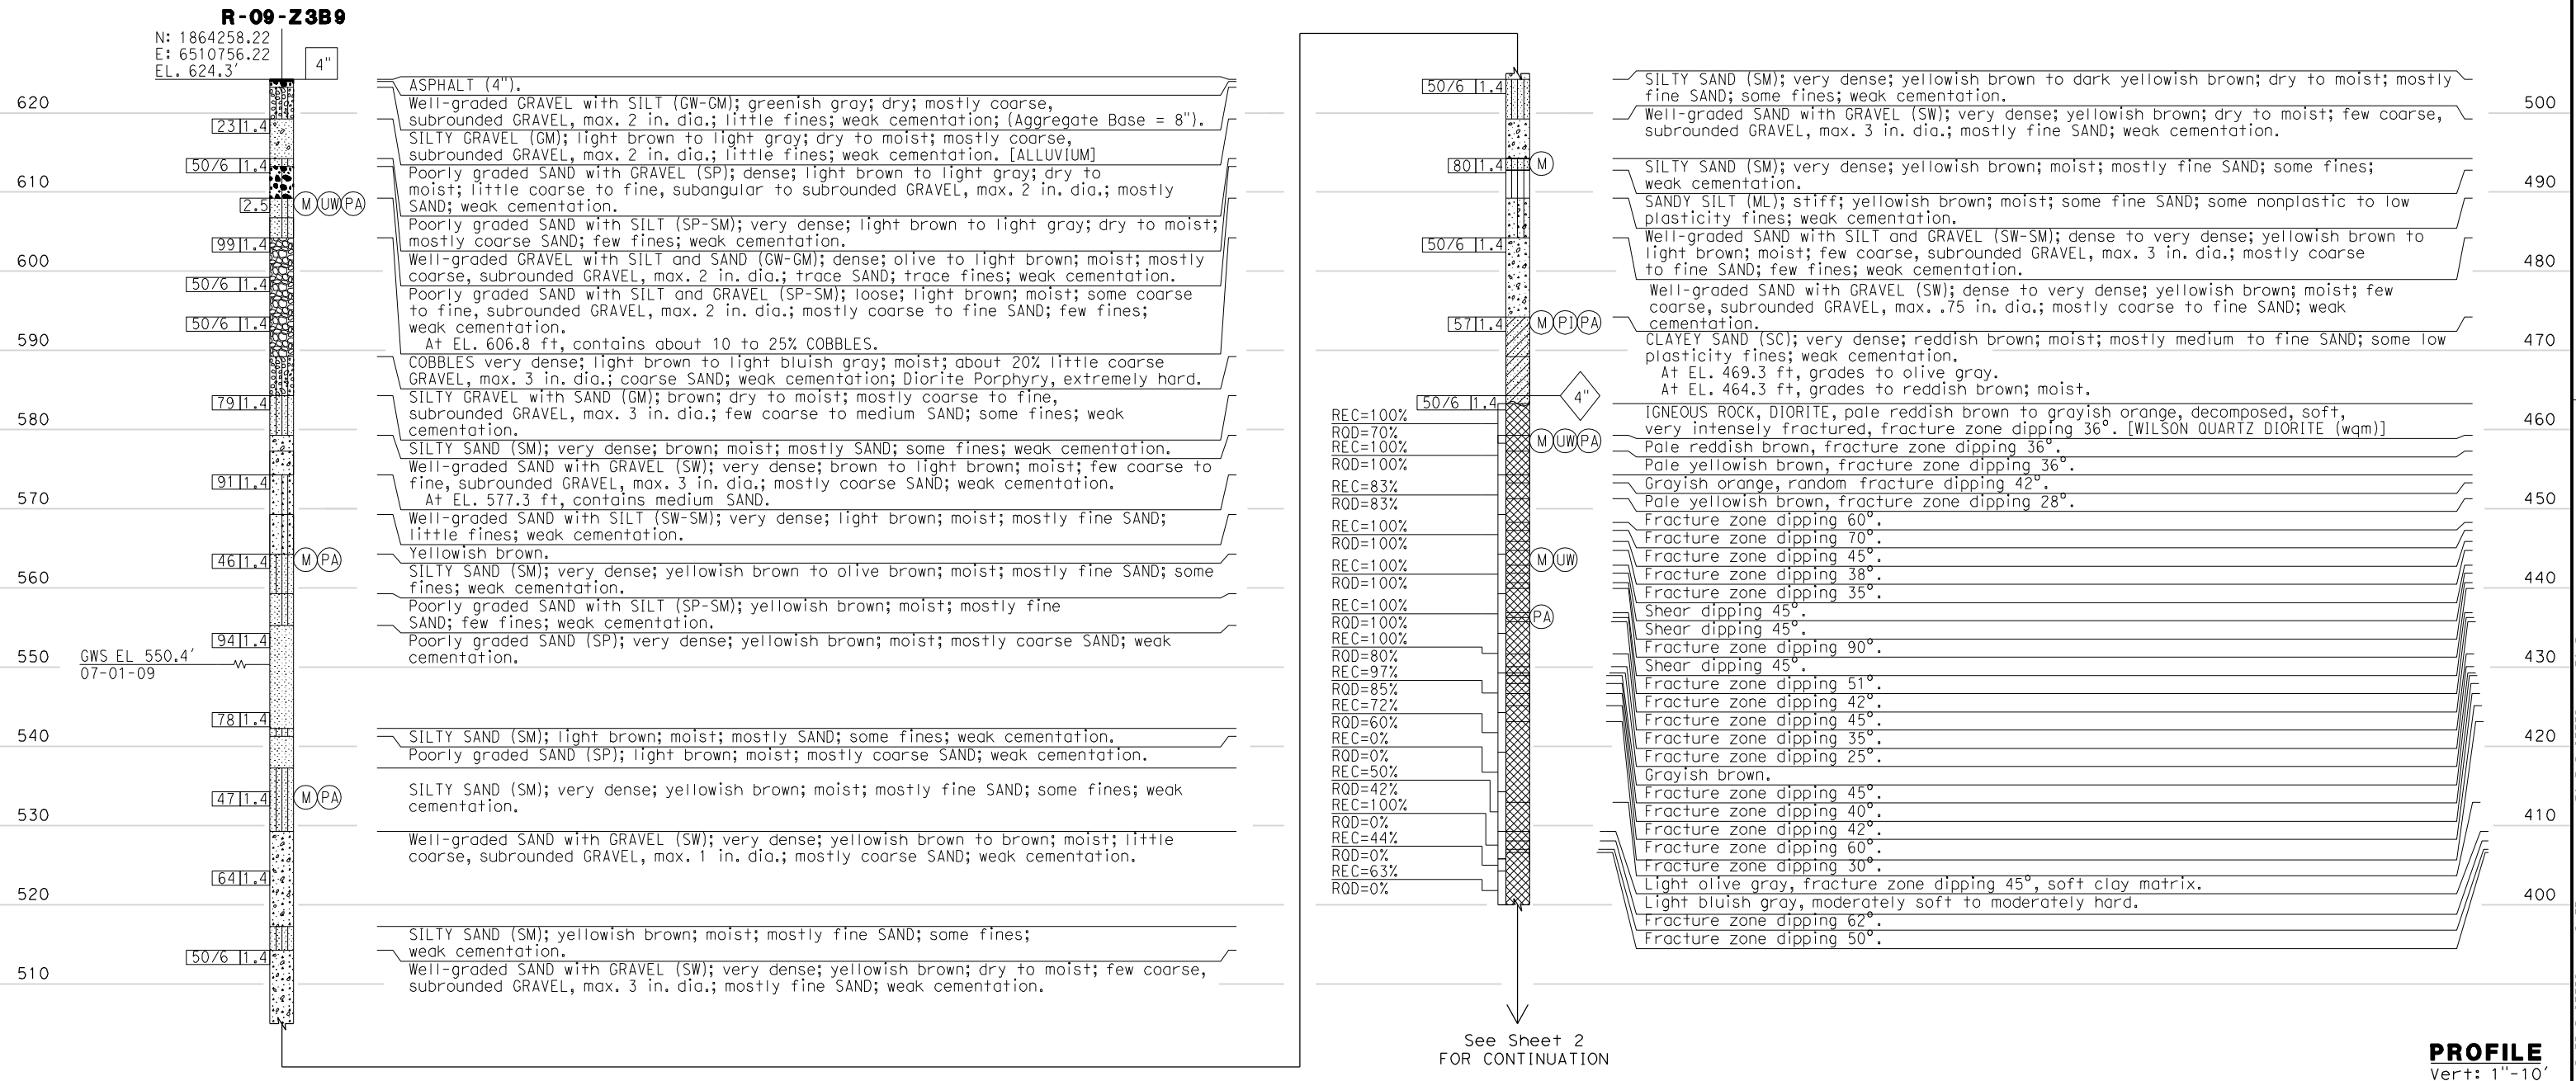 R-09-Z3B9
N: 1864258.22
E: 6510756.22
EL. 624.3'
4"
620
610
600
590
580
570
560
550
540
530
520
510
GWS EL 550.4'
07-01-09
23 1.4
50/6 1.4
2.5 M UW PA
99 1.4
50/6 1.4
50/6 1.4
79 1.4
91 1.4
46 1.4 M PA
94 1.4
78 1.4
47 1.4 M PA
64 1.4
50/6 1.4
ASPHALT (4").
Well-graded GRAVEL with SILT (GW-GM); greenish gray; dry; mostly coarse,
subrounded GRAVEL, max. 2 in. dia.; little fines; weak cementation; (Aggregate Base = 8").
SILTY GRAVEL (GM); light brown to light gray; dry to moist; mostly coarse,
subrounded GRAVEL, max. 2 in. dia.; little fines; weak cementation. [ALLUVIUM]
Poorly graded SAND with GRAVEL (SP); dense; light brown to light gray; dry to
moist; little coarse to fine, subangular to subrounded GRAVEL, max. 2 in. dia.; mostly
SAND; weak cementation.
Poorly graded SAND with SILT (SP-SM); very dense; light brown to light gray; dry to moist;
mostly coarse SAND; few fines; weak cementation.
Well-graded GRAVEL with SILT and SAND (GW-GM); dense; olive to light brown; moist; mostly
coarse, subrounded GRAVEL, max. 2 in. dia.; trace SAND; trace fines; weak cementation.
Poorly graded SAND with SILT and GRAVEL (SP-SM); loose; light brown; moist; some coarse
to fine, subrounded GRAVEL, max. 2 in. dia.; mostly coarse to fine SAND; few fines;
weak cementation.
At EL. 606.8 ft, contains about 10 to 25% COBBLES.
COBBLES very dense; light brown to light bluish gray; moist; about 20% little coarse
GRAVEL, max. 3 in. dia.; coarse SAND; weak cementation; Diorite Porphyry, extremely hard.
SILTY GRAVEL with SAND (GM); brown; dry to moist; mostly coarse to fine,
subrounded GRAVEL, max. 3 in. dia.; few coarse to medium SAND; some fines; weak
cementation.
SILTY SAND (SM); very dense; brown; moist; mostly SAND; some fines; weak cementation.
Well-graded SAND with GRAVEL (SW); very dense; brown to light brown; moist; few coarse to
fine, subrounded GRAVEL, max. 3 in. dia.; mostly coarse SAND; weak cementation.
At EL. 577.3 ft, contains medium SAND.
Well-graded SAND with SILT (SW-SM); very dense; light brown; moist; mostly fine SAND;
little fines; weak cementation.
Yellowish brown.
SILTY SAND (SM); very dense; yellowish brown to olive brown; moist; mostly fine SAND; some
fines; weak cementation.
Poorly graded SAND with SILT (SP-SM); yellowish brown; moist; mostly fine
SAND; few fines; weak cementation.
Poorly graded SAND (SP); very dense; yellowish brown; moist; mostly coarse SAND; weak
cementation.
SILTY SAND (SM); light brown; moist; mostly SAND; some fines; weak cementation.
Poorly graded SAND (SP); light brown; moist; mostly coarse SAND; weak cementation.
SILTY SAND (SM); very dense; yellowish brown; moist; mostly fine SAND; some fines; weak
cementation.
Well-graded SAND with GRAVEL (SW); very dense; yellowish brown to brown; moist; little
coarse, subrounded GRAVEL, max. 1 in. dia.; mostly coarse SAND; weak cementation.
SILTY SAND (SM); yellowish brown; moist; mostly fine SAND; some fines;
weak cementation.
Well-graded SAND with GRAVEL (SW); very dense; yellowish brown; dry to moist; few coarse,
subrounded GRAVEL, max. 3 in. dia.; mostly fine SAND; weak cementation.
50/6 1.4
80 1.4 M
50/6 1.4
57 1.4 M PI PA
50/6 1.4
4"
M UW PA
M UW
PA
REC=100%
RQD=70%
REC=100%
RQD=100%
REC=83%
RQD=83%
REC=100%
RQD=100%
REC=100%
RQD=100%
REC=100%
RQD=100%
REC=100%
RQD=80%
REC=97%
RQD=85%
REC=72%
RQD=60%
REC=0%
RQD=0%
REC=50%
RQD=42%
REC=100%
RQD=0%
REC=44%
RQD=0%
REC=63%
RQD=0%
SILTY SAND (SM); very dense; yellowish brown to dark yellowish brown; dry to moist; mostly
fine SAND; some fines; weak cementation.
Well-graded SAND with GRAVEL (SW); very dense; yellowish brown; dry to moist; few coarse,
subrounded GRAVEL, max. 3 in. dia.; mostly fine SAND; weak cementation.
SILTY SAND (SM); very dense; yellowish brown; moist; mostly fine SAND; some fines;
weak cementation.
SANDY SILT (ML); stiff; yellowish brown; moist; some fine SAND; some nonplastic to low
plasticity fines; weak cementation.
Well-graded SAND with SILT and GRAVEL (SW-SM); dense to very dense; yellowish brown to
light brown; moist; few coarse, subrounded GRAVEL, max. 3 in. dia.; mostly coarse
to fine SAND; few fines; weak cementation.
Well-graded SAND with GRAVEL (SW); dense to very dense; yellowish brown; moist; few
coarse, subrounded GRAVEL, max. .75 in. dia.; mostly coarse to fine SAND; weak
cementation.
CLAYEY SAND (SC); very dense; reddish brown; moist; mostly medium to fine SAND; some low
plasticity fines; weak cementation.
At EL. 469.3 ft, grades to olive gray.
At EL. 464.3 ft, grades to reddish brown; moist.
IGNEOUS ROCK, DIORITE, pale reddish brown to grayish orange, decomposed, soft,
very intensely fractured, fracture zone dipping 36°. [WILSON QUARTZ DIORITE (wqm)]
Pale reddish brown, fracture zone dipping 36°.
Pale yellowish brown, fracture zone dipping 36°.
Grayish orange, random fracture dipping 42°.
Pale yellowish brown, fracture zone dipping 28°.
Fracture zone dipping 60°.
Fracture zone dipping 70°.
Fracture zone dipping 45°.
Fracture zone dipping 38°.
Fracture zone dipping 35°.
Shear dipping 45°.
Shear dipping 45°.
Fracture zone dipping 90°.
Shear dipping 45°.
Fracture zone dipping 51°.
Fracture zone dipping 42°.
Fracture zone dipping 45°.
Fracture zone dipping 35°.
Fracture zone dipping 25°.
Grayish brown.
Fracture zone dipping 45°.
Fracture zone dipping 40°.
Fracture zone dipping 42°.
Fracture zone dipping 60°.
Fracture zone dipping 30°.
Light olive gray, fracture zone dipping 45°, soft clay matrix.
Light bluish gray, moderately soft to moderately hard.
Fracture zone dipping 62°.
Fracture zone dipping 50°.
500
490
480
470
460
450
440
430
420
410
400
See Sheet 2
FOR CONTINUATION
PROFILE
Vert: 1"-10'